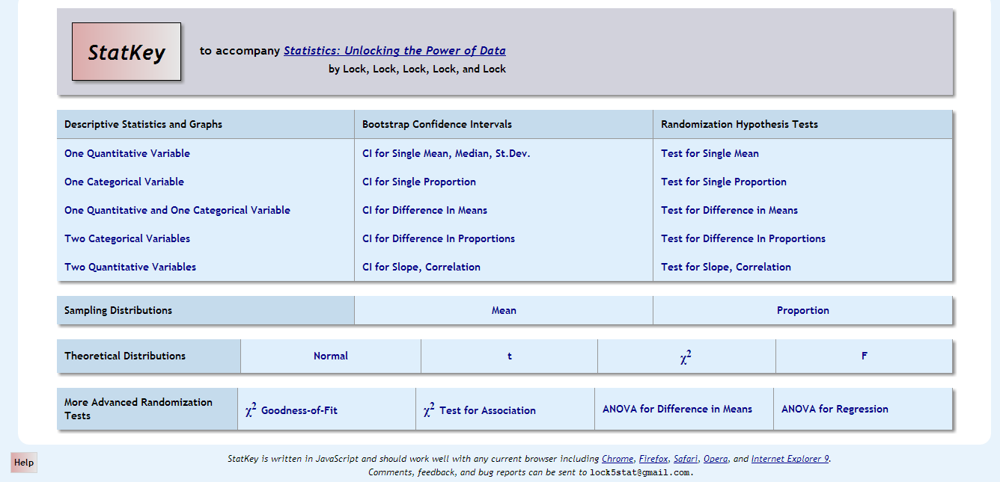 StatKey
to accompany Statistics: Unlocking the Power of Data
by Lock, Lock, Lock, Lock, and Lock
Descriptive Statistics and Graphs
Bootstrap Confidence Intervals
Randomization Hypothesis Tests
One Quantitative Variable
CI for Single Mean, Median, St.Dev.
Test for Single Mean
One Categorical Variable
CI for Single Proportion
Test for Single Proportion
One Quantitative and One Categorical Variable
CI for Difference In Means
Test for Difference in Means
Two Categorical Variables
CI for Difference In Proportions
Test for Difference In Proportions
Two Quantitative Variables
CI for Slope, Correlation
Test for Slope, Correlation
Sampling Distributions
Mean
Proportion
Theoretical Distributions
Normal
t
χ²
F
More Advanced Randomization
Tests
χ² Goodness-of-Fit
χ² Test for Association
ANOVA for Difference in Means
ANOVA for Regression
Help
StatKey is written in JavaScript and should work well with any current browser including Chrome, Firefox, Safari, Opera, and Internet Explorer 9.
Comments, feedback, and bug reports can be sent to lock5stat@gmail.com.